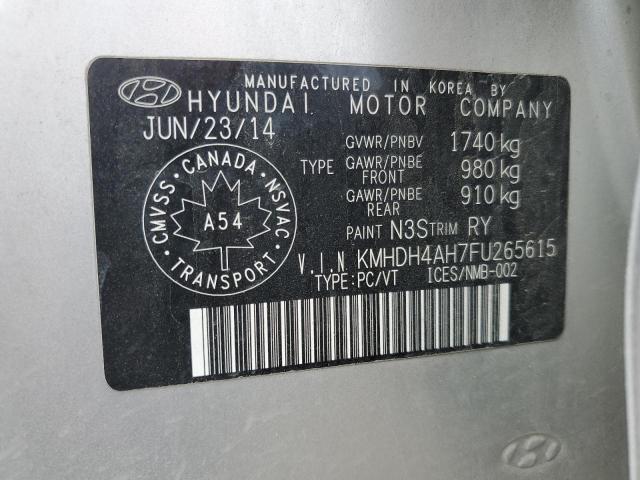 MANUFACTURED IN KOREA BY
HYUNDAI MOTOR COMPANY
JUN/23/14
GVWR/PNBV 1740 kg
TYPE GAWR/PNBE FRONT 980 kg
GAWR/PNBE REAR 910 kg
PAINT N3S TRIM RY
CMVSS CANADA NSVAC
A54
TRANSPORT
V.I.N KMHDH4AH7FU265615
TYPE:PC/VT ICES/NMB-002